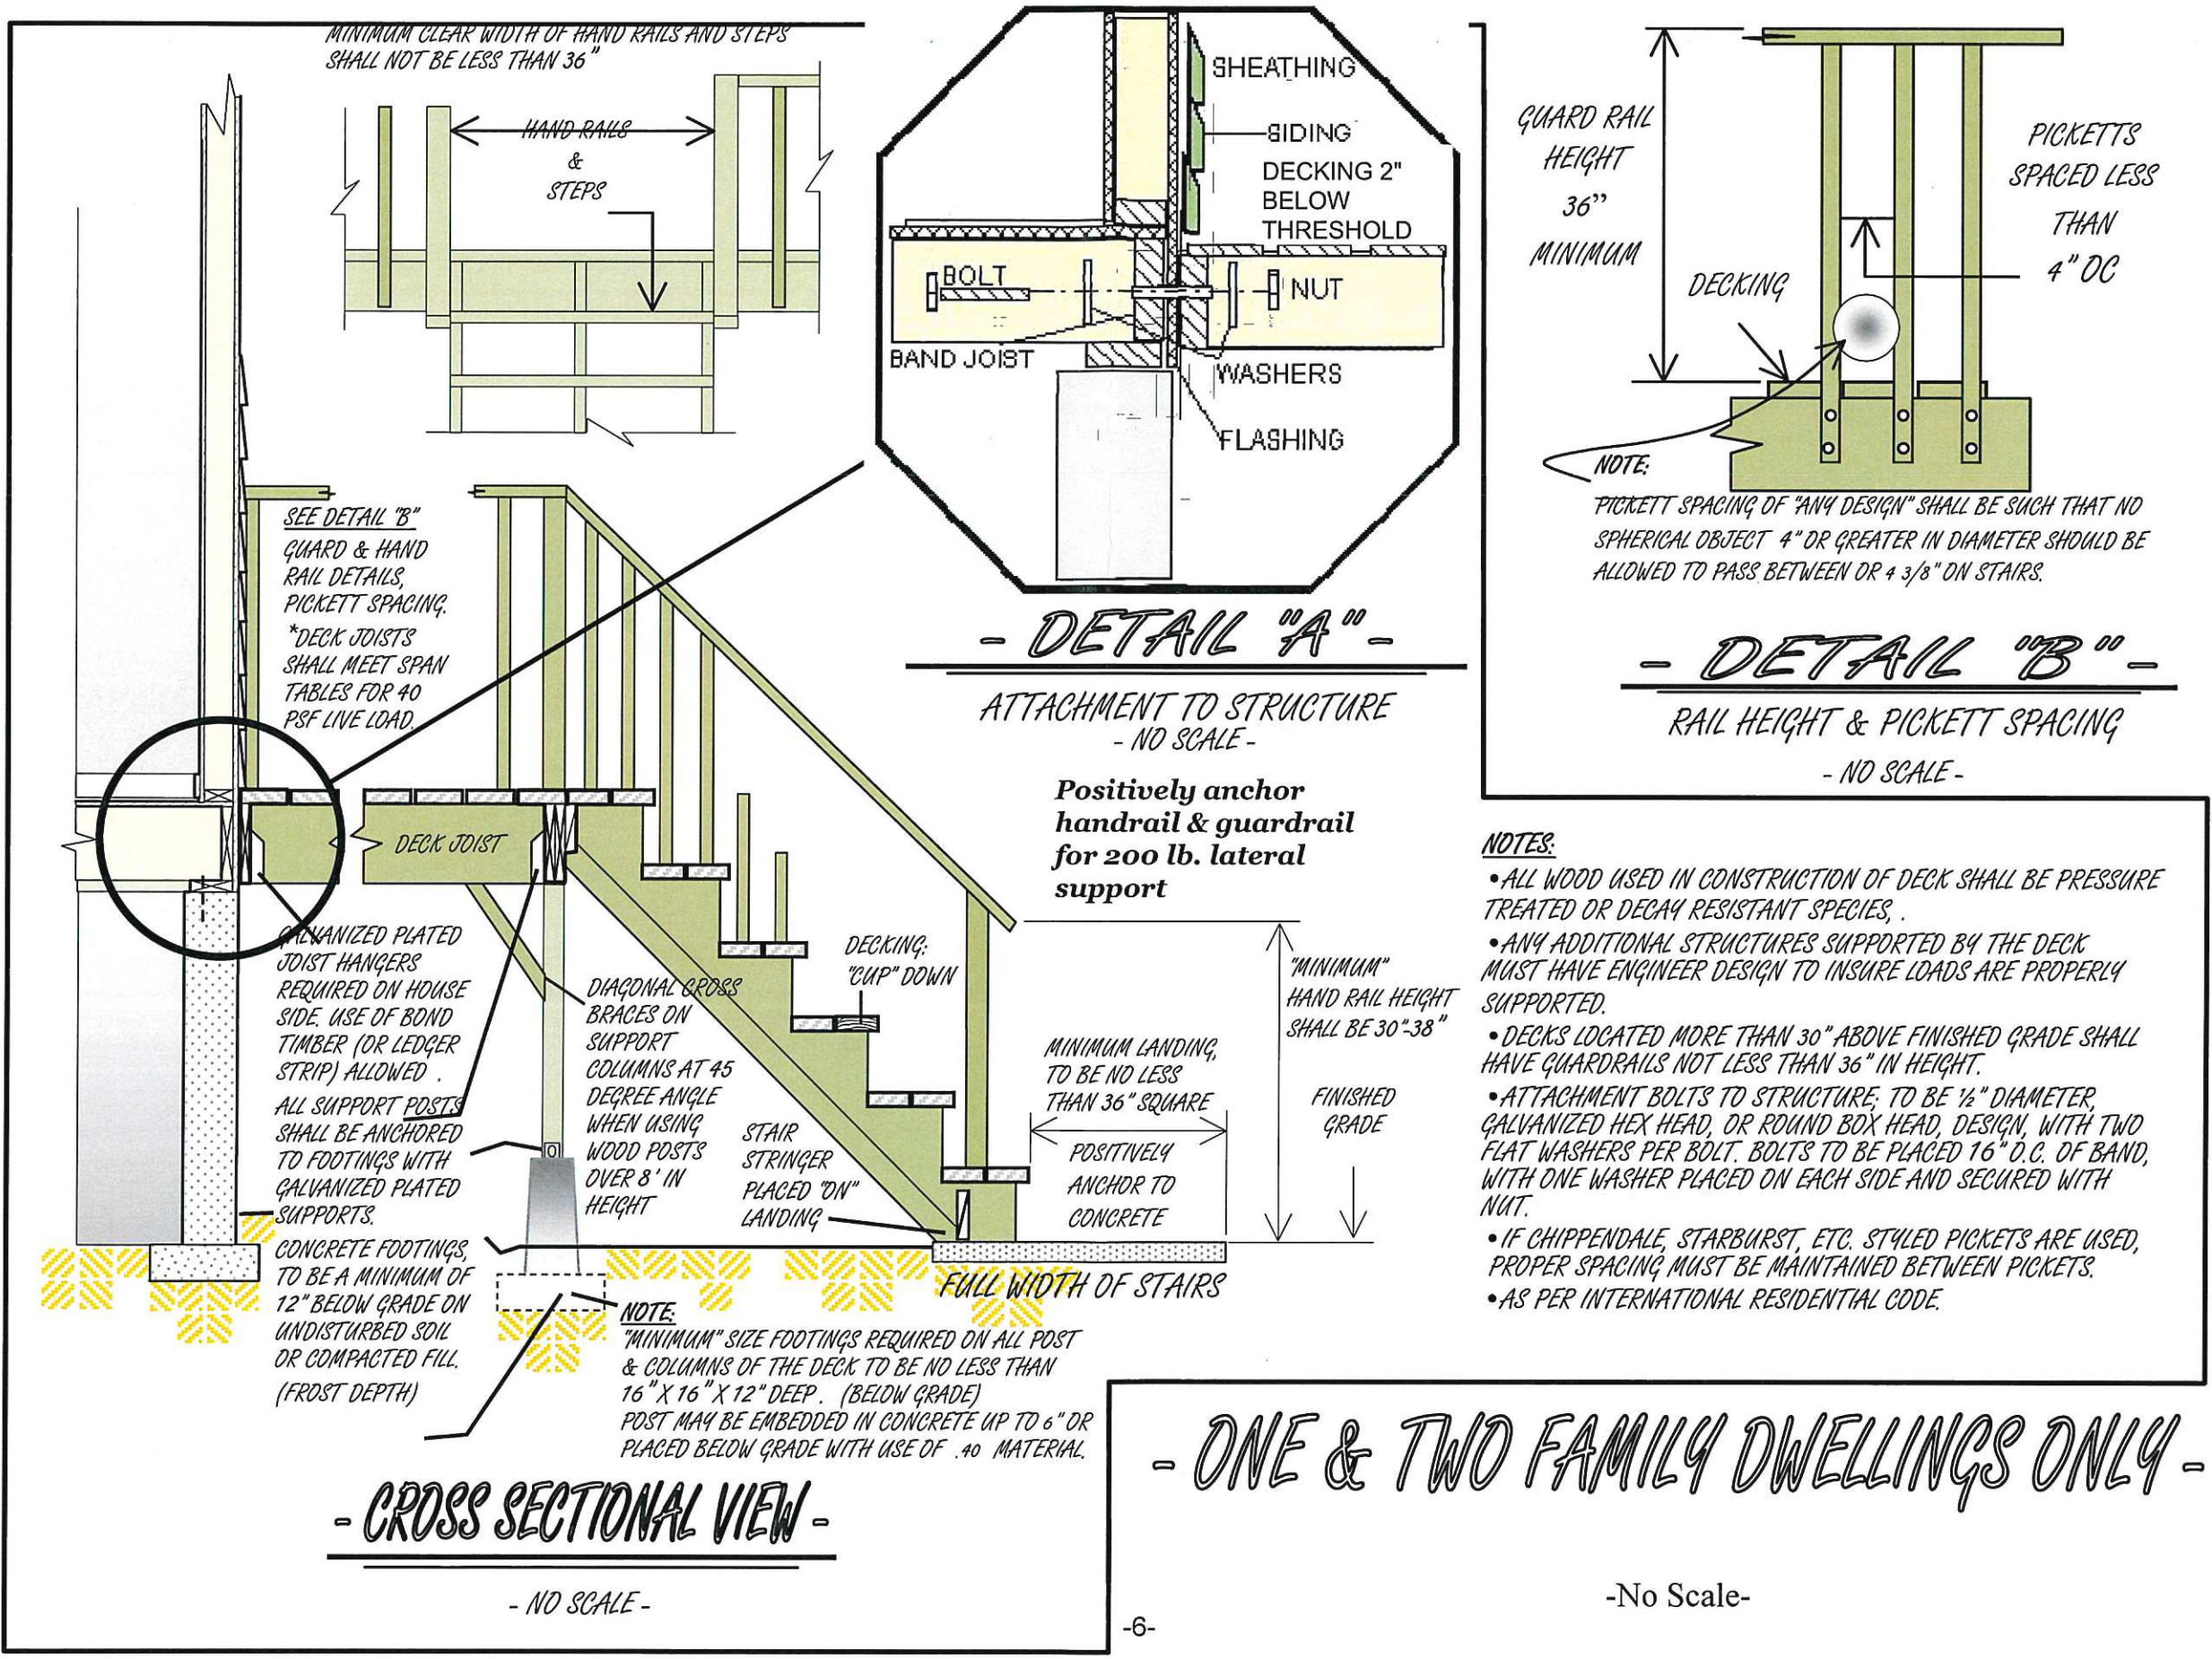 MINIMUM CLEAR WIDTH OF HAND RAILS AND STEPS
SHALL NOT BE LESS THAN 36"
HAND RAILS
&
STEPS
SHEATHING
SIDING
DECKING 2"
BELOW
THRESHOLD
BOLT
NUT
BAND JOIST
WASHERS
FLASHING
- DETAIL "A" -
ATTACHMENT TO STRUCTURE
- NO SCALE -
GUARD RAIL
HEIGHT
36”
MINIMUM
DECKING
PICKETTS
SPACED LESS
THAN
4" OC
NOTE:
PICKETT SPACING OF "ANY DESIGN" SHALL BE SUCH THAT NO
SPHERICAL OBJECT 4" OR GREATER IN DIAMETER SHOULD BE
ALLOWED TO PASS BETWEEN OR 4 3/8" ON STAIRS.
- DETAIL "B" -
RAIL HEIGHT & PICKETT SPACING
- NO SCALE -
SEE DETAIL "B"
GUARD & HAND
RAIL DETAILS,
PICKETT SPACING.
*DECK JOISTS
SHALL MEET SPAN
TABLES FOR 40
PSF LIVE LOAD.
DECK JOIST
Positively anchor
handrail & guardrail
for 200 lb. lateral
support
GALVANIZED PLATED
JOIST HANGERS
REQUIRED ON HOUSE
SIDE. USE OF BOND
TIMBER (OR LEDGER
STRIP) ALLOWED .
ALL SUPPORT POSTS
SHALL BE ANCHORED
TO FOOTINGS WITH
GALVANIZED PLATED
SUPPORTS.
CONCRETE FOOTINGS,
TO BE A MINIMUM OF
12" BELOW GRADE ON
UNDISTURBED SOIL
OR COMPACTED FILL.
(FROST DEPTH)
DIAGONAL CROSS
BRACES ON
SUPPORT
COLUMNS AT 45
DEGREE ANGLE
WHEN USING
WOOD POSTS
OVER 8' IN
HEIGHT
STAIR
STRINGER
PLACED "ON"
LANDING
DECKING:
"CUP" DOWN
"MINIMUM"
HAND RAIL HEIGHT
SHALL BE 30"-38"
MINIMUM LANDING,
TO BE NO LESS
THAN 36" SQUARE
POSITIVELY
ANCHOR TO
CONCRETE
FINISHED
GRADE
FULL WIDTH OF STAIRS
NOTE:
"MINIMUM" SIZE FOOTINGS REQUIRED ON ALL POST
& COLUMNS OF THE DECK TO BE NO LESS THAN
16" X 16" X 12" DEEP . (BELOW GRADE)
POST MAY BE EMBEDDED IN CONCRETE UP TO 6" OR
PLACED BELOW GRADE WITH USE OF .40 MATERIAL.
- CROSS SECTIONAL VIEW -
- NO SCALE -
NOTES:
•ALL WOOD USED IN CONSTRUCTION OF DECK SHALL BE PRESSURE
TREATED OR DECAY RESISTANT SPECIES, .
•ANY ADDITIONAL STRUCTURES SUPPORTED BY THE DECK
MUST HAVE ENGINEER DESIGN TO INSURE LOADS ARE PROPERLY
SUPPORTED.
•DECKS LOCATED MORE THAN 30" ABOVE FINISHED GRADE SHALL
HAVE GUARDRAILS NOT LESS THAN 36" IN HEIGHT.
•ATTACHMENT BOLTS TO STRUCTURE; TO BE ½" DIAMETER,
GALVANIZED HEX HEAD, OR ROUND BOX HEAD, DESIGN, WITH TWO
FLAT WASHERS PER BOLT. BOLTS TO BE PLACED 16" O.C. OF BAND,
WITH ONE WASHER PLACED ON EACH SIDE AND SECURED WITH
NUT.
•IF CHIPPENDALE, STARBURST, ETC. STYLED PICKETS ARE USED,
PROPER SPACING MUST BE MAINTAINED BETWEEN PICKETS.
•AS PER INTERNATIONAL RESIDENTIAL CODE.
- ONE & TWO FAMILY DWELLINGS ONLY -
-No Scale-
-6-